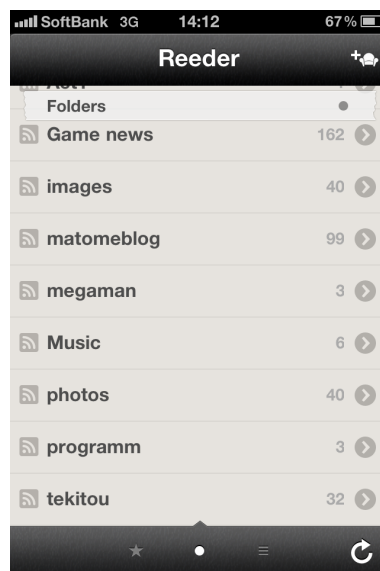 SoftBank 3G 14:12 67%
Reeder
Folders
Game news 162
images 40
matomeblog 99
megaman 3
Music 6
photos 40
programm 3
tekitou 32